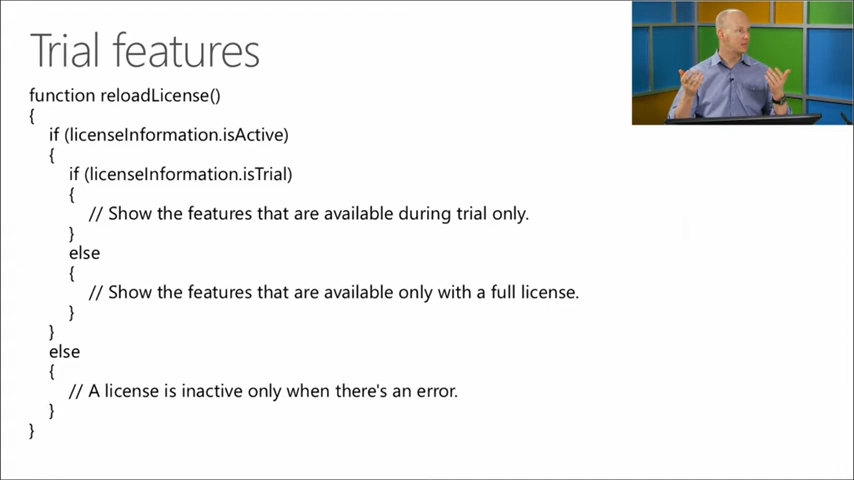 Trial features
function reloadLicense()
{
if (licenseInformation.isActive)
{
if (licenseInformation.isTrial)
{
// Show the features that are available during trial only.
}
else
{
// Show the features that are available only with a full license.
}
}
else
{
// A license is inactive only when there's an error.
}
}